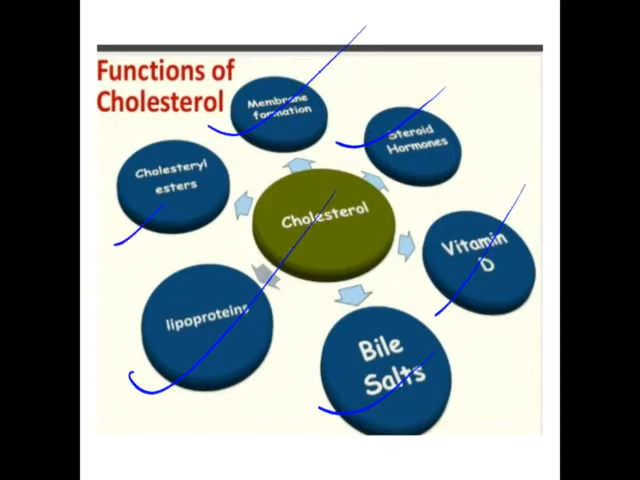 Functions of
Cholesterol
Membrane
formation
Steroid
Hormones
Cholesteryl
esters
Cholesterol
Vitamin
D
lipoproteins
Bile
Salts